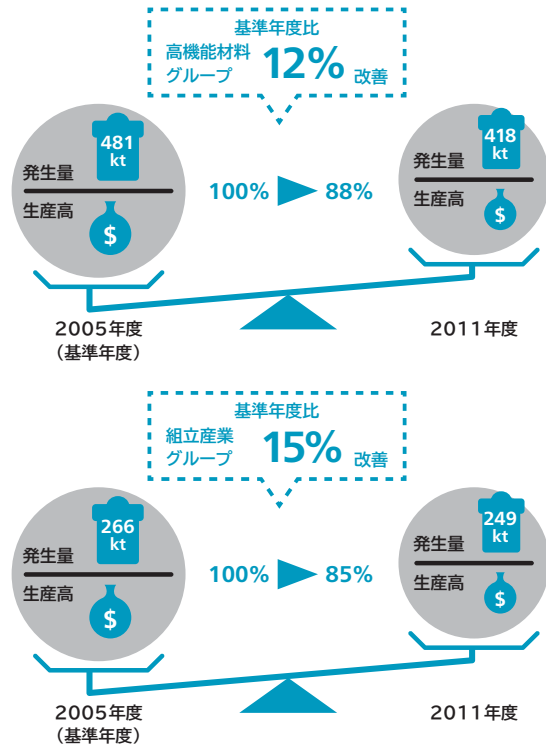 基準年度比
高機能材料
グループ 12% 改善
481
kt
発生量
生産高
$
100% 88%
418
kt
発生量
生産高
$
2005年度
(基準年度)
2011年度
基準年度比
組立産業
グループ 15% 改善
266
kt
発生量
生産高
$
100% 85%
249
kt
発生量
生産高
$
2005年度
(基準年度)
2011年度